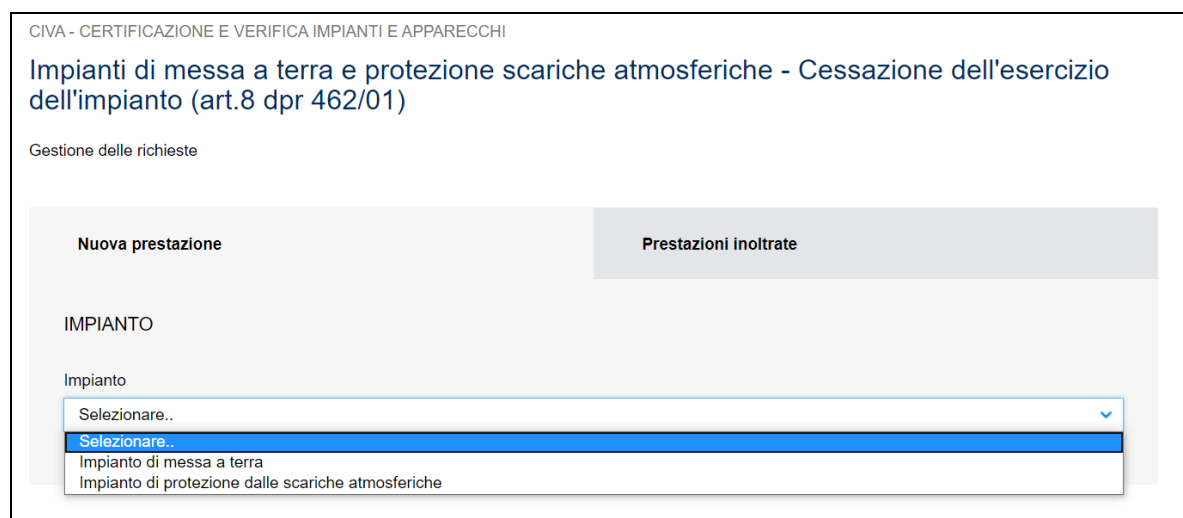 CIVA - CERTIFICAZIONE E VERIFICA IMPIANTI E APPARECCHI
Impianti di messa a terra e protezione scariche atmosferiche - Cessazione dell'esercizio
dell'impianto (art.8 dpr 462/01)
Gestione delle richieste
Nuova prestazione
Prestazioni inoltrate
IMPIANTO
Impianto
Selezionare..
Selezionare..
Impianto di messa a terra
Impianto di protezione dalle scariche atmosferiche